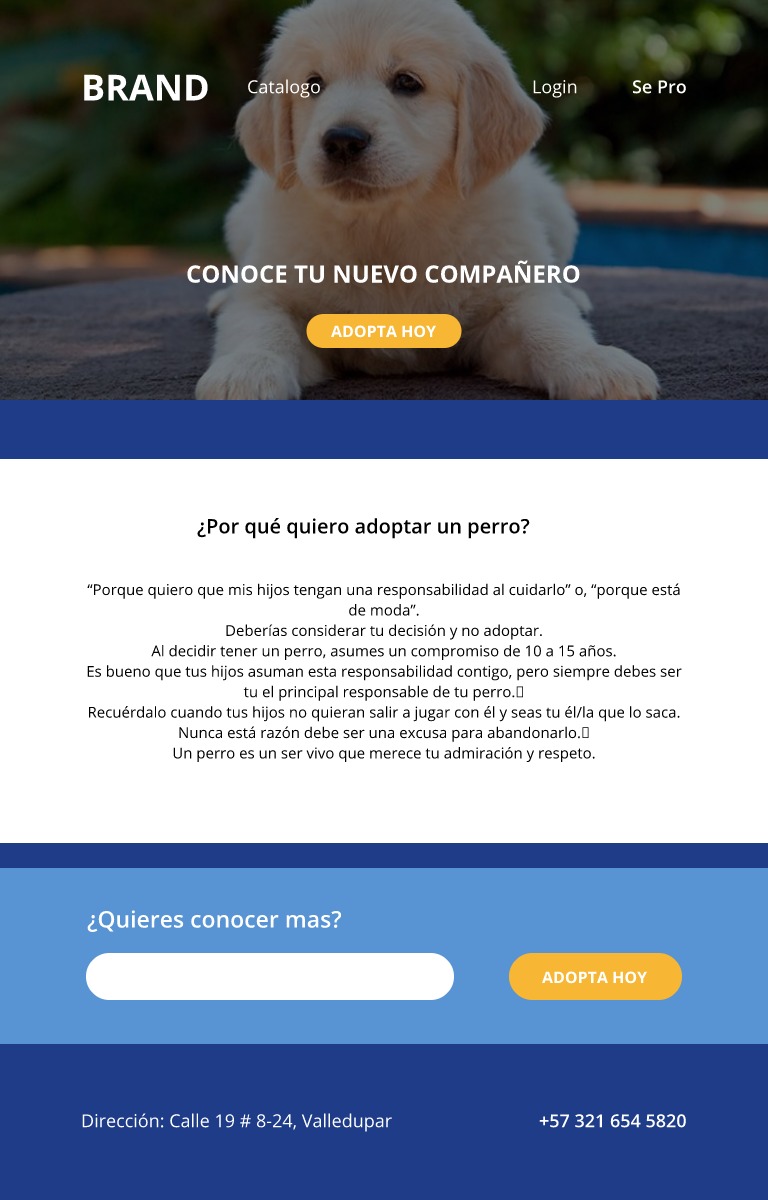 BRAND Catalogo Login Se Pro
CONOCE TU NUEVO COMPAÑERO
ADOPTA HOY
¿Por qué quiero adoptar un perro?
“Porque quiero que mis hijos tengan una responsabilidad al cuidarlo” o, “porque está
de moda”.
Deberías considerar tu decisión y no adoptar.
Al decidir tener un perro, asumes un compromiso de 10 a 15 años.
Es bueno que tus hijos asuman esta responsabilidad contigo, pero siempre debes ser
tu el principal responsable de tu perro.
Recuérdalo cuando tus hijos no quieran salir a jugar con él y seas tu él/la que lo saca.
Nunca está razón debe ser una excusa para abandonarlo.
Un perro es un ser vivo que merece tu admiración y respeto.
¿Quieres conocer mas?
ADOPTA HOY
Dirección: Calle 19 # 8-24, Valledupar +57 321 654 5820